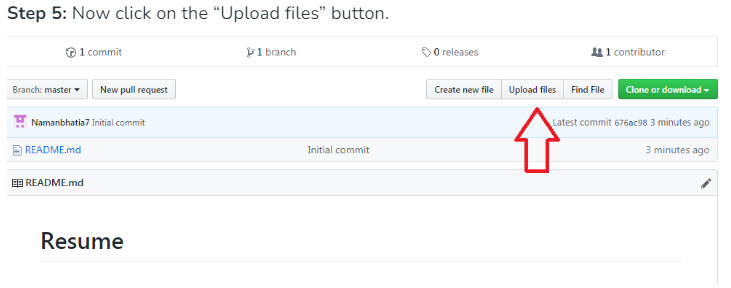 Step 5: Now click on the “Upload files” button.
1 commit 1 branch 0 releases 1 contributor
Branch: master New pull request Create new file Upload files Find File Clone or download
Namanbhatia7 Initial commit Latest commit 676ac98 3 minutes ago
README.md Initial commit 3 minutes ago
README.md
Resume